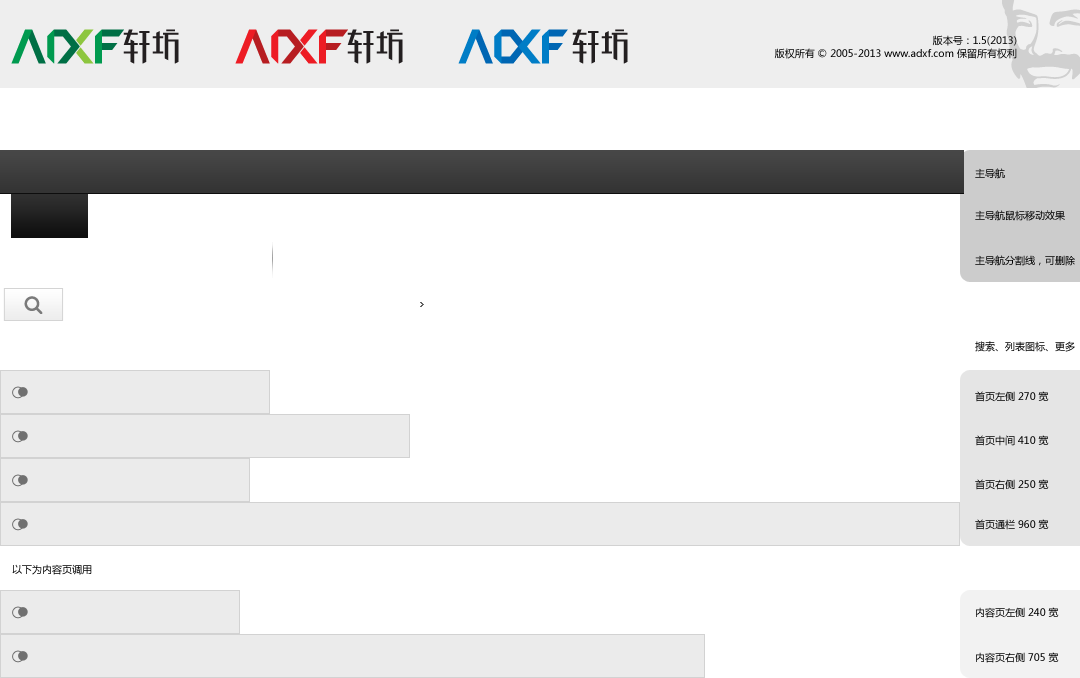 ADXF轩坊 ADXF轩坊 ADXF轩坊
版本号：1.5(2013)
版权所有 © 2005-2013 www.adxf.com 保留所有权利
主导航
主导航鼠标移动效果
主导航分割线，可删除
搜索、列表图标、更多
首页左侧 270 宽
首页中间 410 宽
首页右侧 250 宽
首页通栏 960 宽
以下为内容页调用
内容页左侧 240 宽
内容页右侧 705 宽